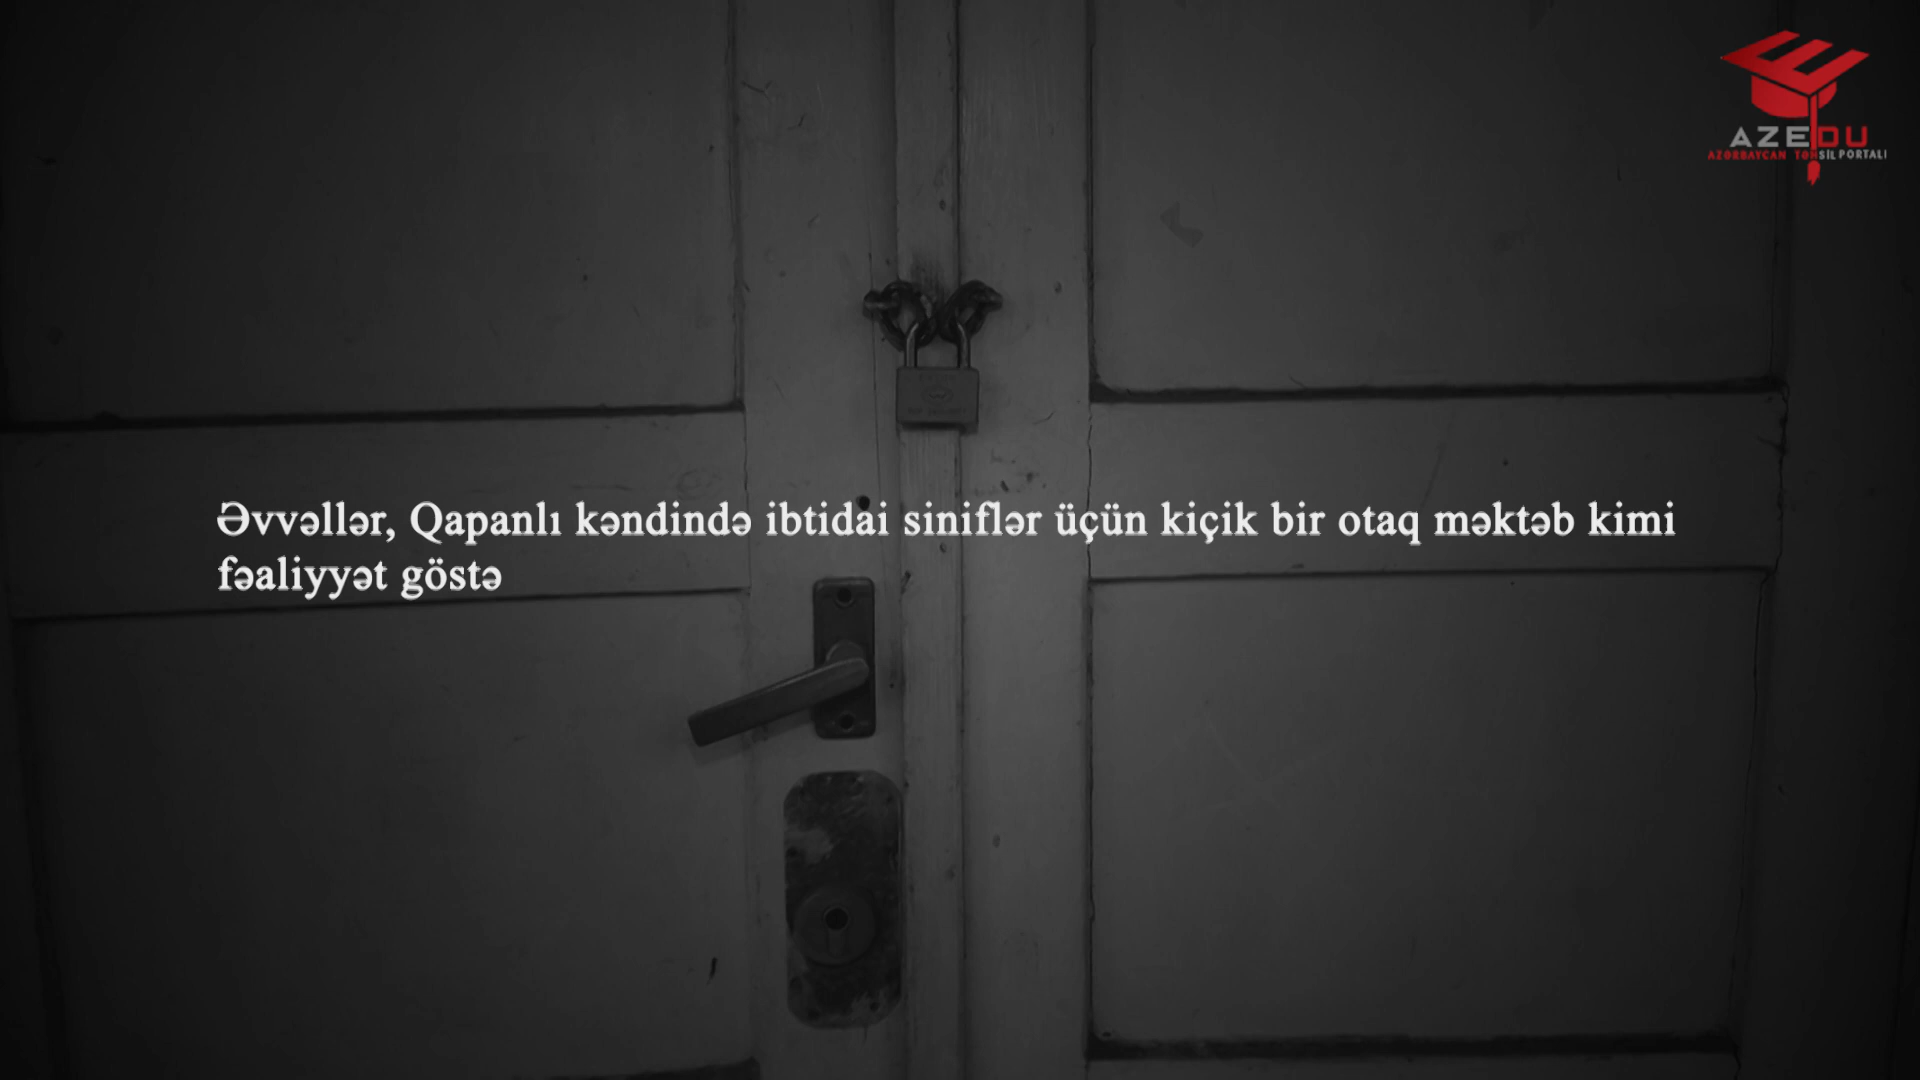 AZEDU
AZƏRBAYCAN TƏHSİL PORTALI
Əvvəllər, Qapanlı kəndində ibtidai siniflər üçün kiçik bir otaq məktəb kimi
fəaliyyət göstə